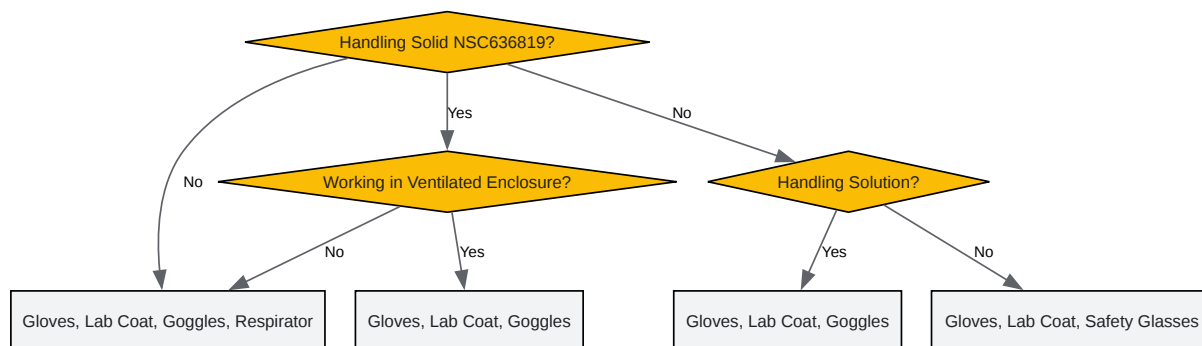 Handling Solid NSC636819?
Yes
No
No
Working in Ventilated Enclosure?
Handling Solution?
No
Yes
Yes
No
Gloves, Lab Coat, Goggles, Respirator
Gloves, Lab Coat, Goggles
Gloves, Lab Coat, Goggles
Gloves, Lab Coat, Safety Glasses